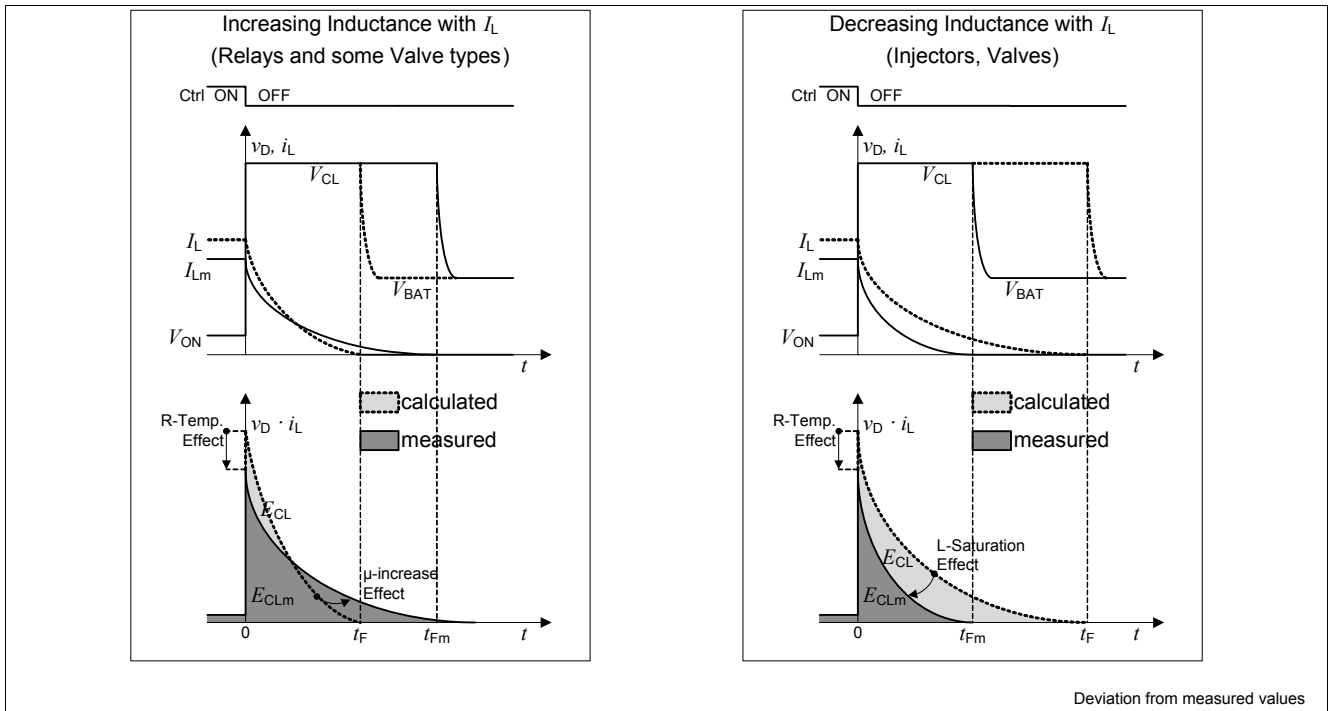 Increasing Inductance with IL
(Relays and some Valve types)
Ctrl ON OFF
vD, iL
VCL
IL
ILm
VBAT
VON
t
calculated
measured
R-Temp.
Effect
vD · iL
ECL
µ-increase
Effect
ECLm
0
tF
tFm
t
Decreasing Inductance with IL
(Injectors, Valves)
Ctrl ON OFF
vD, iL
VCL
IL
ILm
VBAT
VON
t
calculated
measured
R-Temp.
Effect
vD · iL
L-Saturation
Effect
ECL
ECLm
0
tFm
tF
t
Deviation from measured values